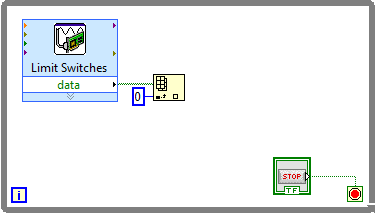 Limit Switches
data
0
STOP
TF
i